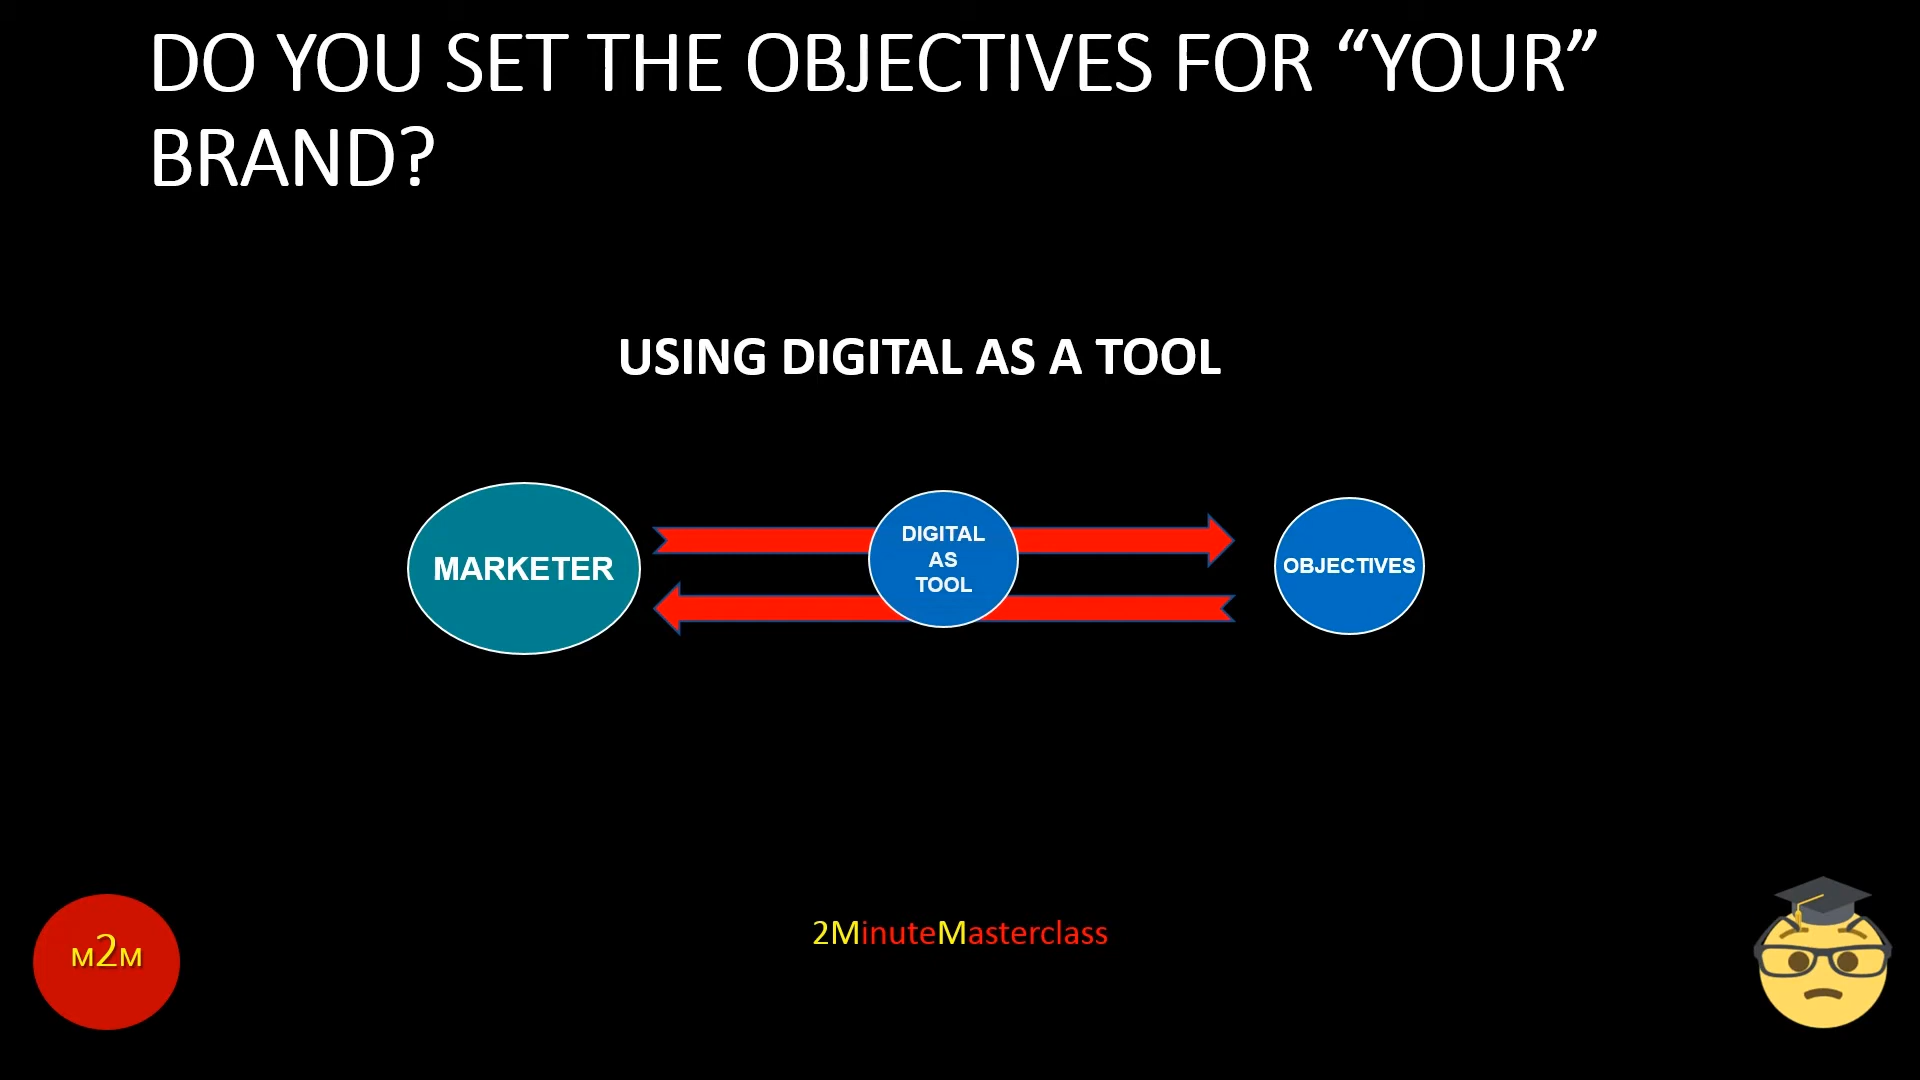 DO YOU SET THE OBJECTIVES FOR “YOUR”
BRAND?
USING DIGITAL AS A TOOL
MARKETER
DIGITAL
AS
TOOL
OBJECTIVES
M2M
2MinuteMasterclass